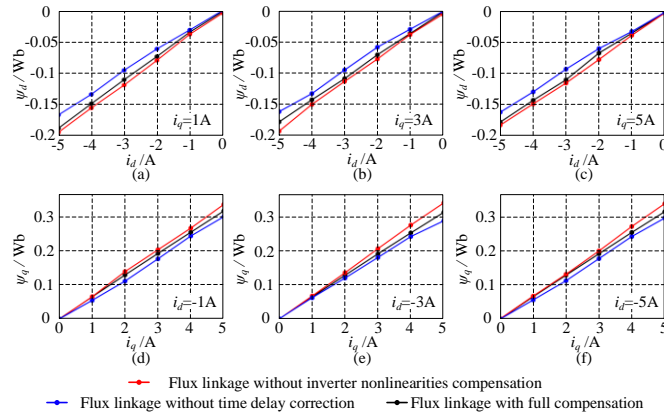 0
-0.05
-0.1
-0.15
-0.2
ψd / Wb
-5 -4 -3 -2 -1 0
iq=1A
id/A
(a)
0
-0.05
-0.1
-0.15
-0.2
ψd / Wb
-5 -4 -3 -2 -1 0
iq=3A
id/A
(b)
0
-0.05
-0.1
-0.15
-0.2
ψd / Wb
-5 -4 -3 -2 -1 0
iq=5A
id/A
(c)
0.3
0.2
0.1
0
ψq / Wb
0 1 2 3 4 5
id=-1A
iq/A
(d)
0.3
0.2
0.1
0
ψq / Wb
0 1 2 3 4 5
id=-3A
iq/A
(e)
0.3
0.2
0.1
0
ψq / Wb
0 1 2 3 4 5
id=-5A
iq/A
(f)
Flux linkage without inverter nonlinearities compensation
Flux linkage without time delay correction
Flux linkage with full compensation